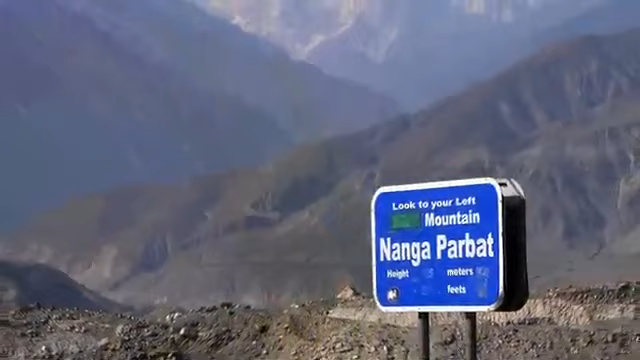 Look to your Left
Mountain
Nanga Parbat
Height meters
feets